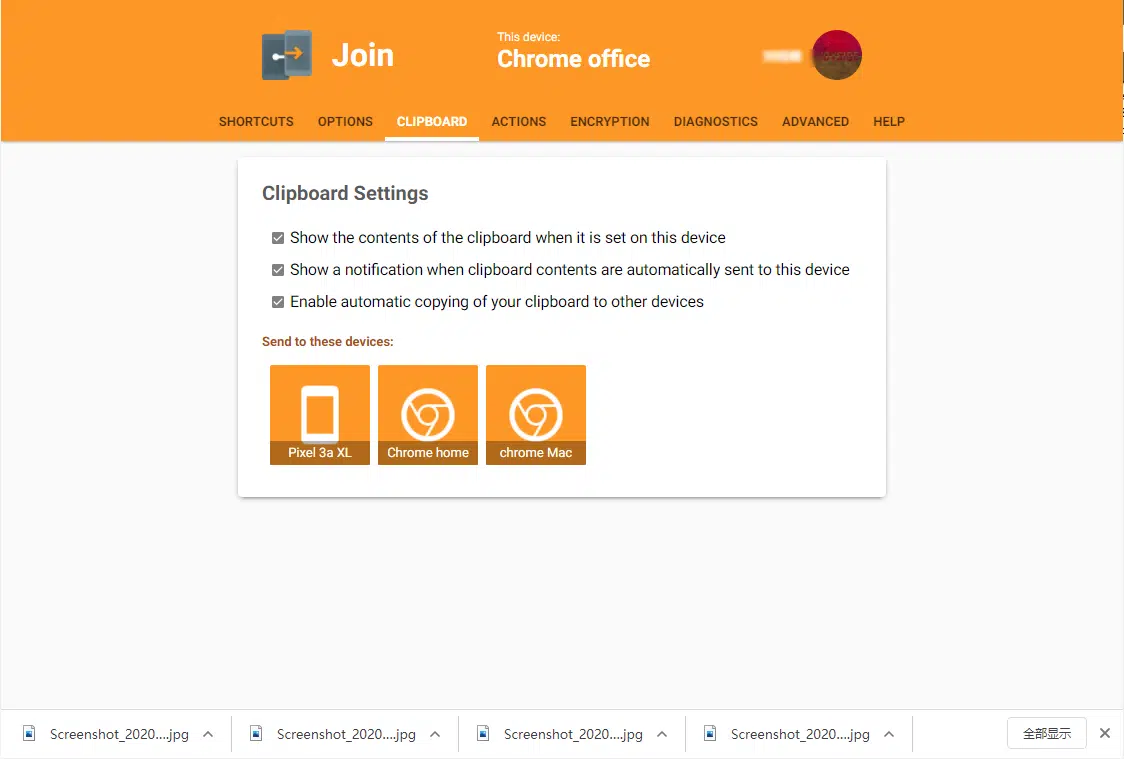 Join
This device:
Chrome office
SHORTCUTS OPTIONS CLIPBOARD ACTIONS ENCRYPTION DIAGNOSTICS ADVANCED HELP
Clipboard Settings
Show the contents of the clipboard when it is set on this device
Show a notification when clipboard contents are automatically sent to this device
Enable automatic copying of your clipboard to other devices
Send to these devices:
Pixel 3a XL Chrome home chrome Mac
Screenshot_2020....jpg Screenshot_2020....jpg Screenshot_2020....jpg Screenshot_2020....jpg 全部显示